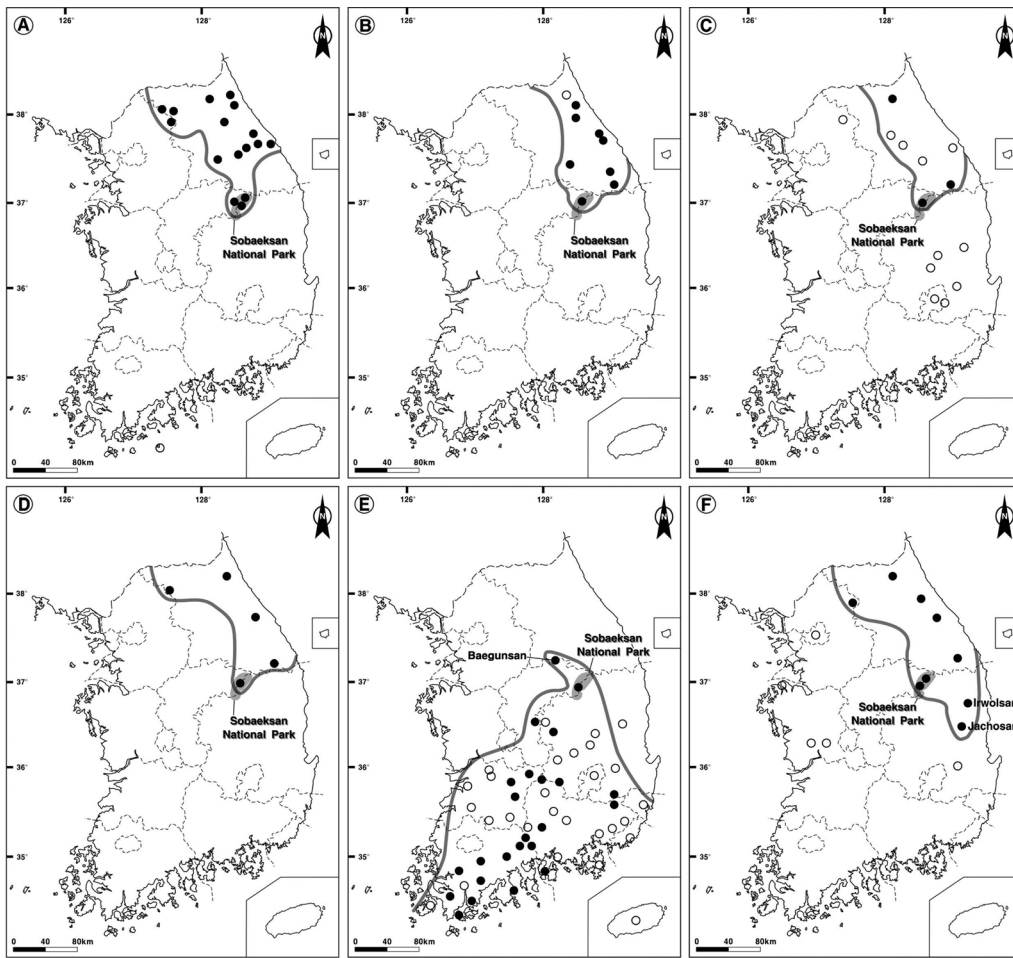 126°
128°
A
N
38°
37°
Sobaeksan
National Park
36°
35°
0 40 80km
126°
128°
B
N
38°
37°
Sobaeksan
National Park
36°
35°
0 40 80km
126°
128°
C
N
38°
37°
Sobaeksan
National Park
36°
35°
0 40 80km
126°
128°
D
N
38°
37°
Sobaeksan
National Park
36°
35°
0 40 80km
126°
128°
E
N
38°
Baegunsan
Sobaeksan
National Park
37°
36°
35°
0 40 80km
126°
128°
F
N
38°
37°
Sobaeksan
National Park
Irwolsan
Jachosan
36°
35°
0 40 80km